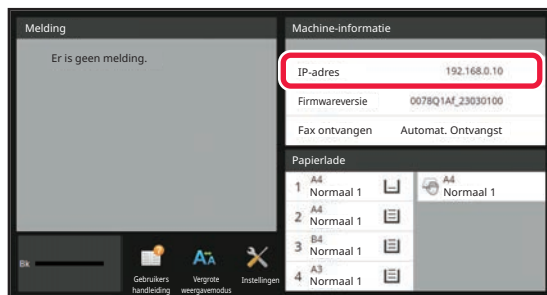 Melding
Er is geen melding.
Machine-informatie
IP-adres 192.168.0.10
Firmwareversie 0078Q1Af_23030100
Fax ontvangen Automat. Ontvangst
Papierlade
1 A4
Normaal 1
A4
Normaal 1
2 A4
Normaal 1
3 B4
Normaal 1
4 A3
Normaal 1
Bk
Gebruikers
handleiding
AA
Vergrote
weergavemodus
Instellingen